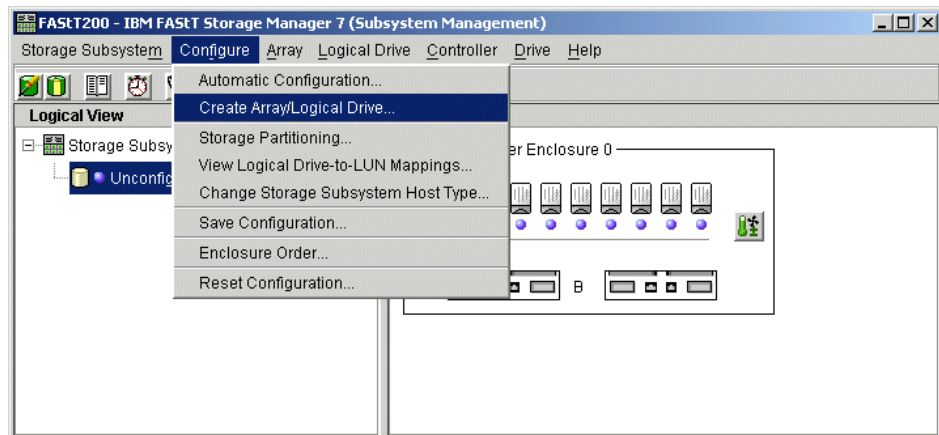 FAStT200 - IBM FAStT Storage Manager 7 (Subsystem Management)
Storage Subsystem Configure Array Logical Drive Controller Drive Help
Automatic Configuration...
Create Array/Logical Drive...
Storage Partitioning...
View Logical Drive-to-LUN Mappings...
Change Storage Subsystem Host Type...
Save Configuration...
Enclosure Order...
Reset Configuration...
Logical View
Storage Subsy
Unconfig
er Enclosure 0
B